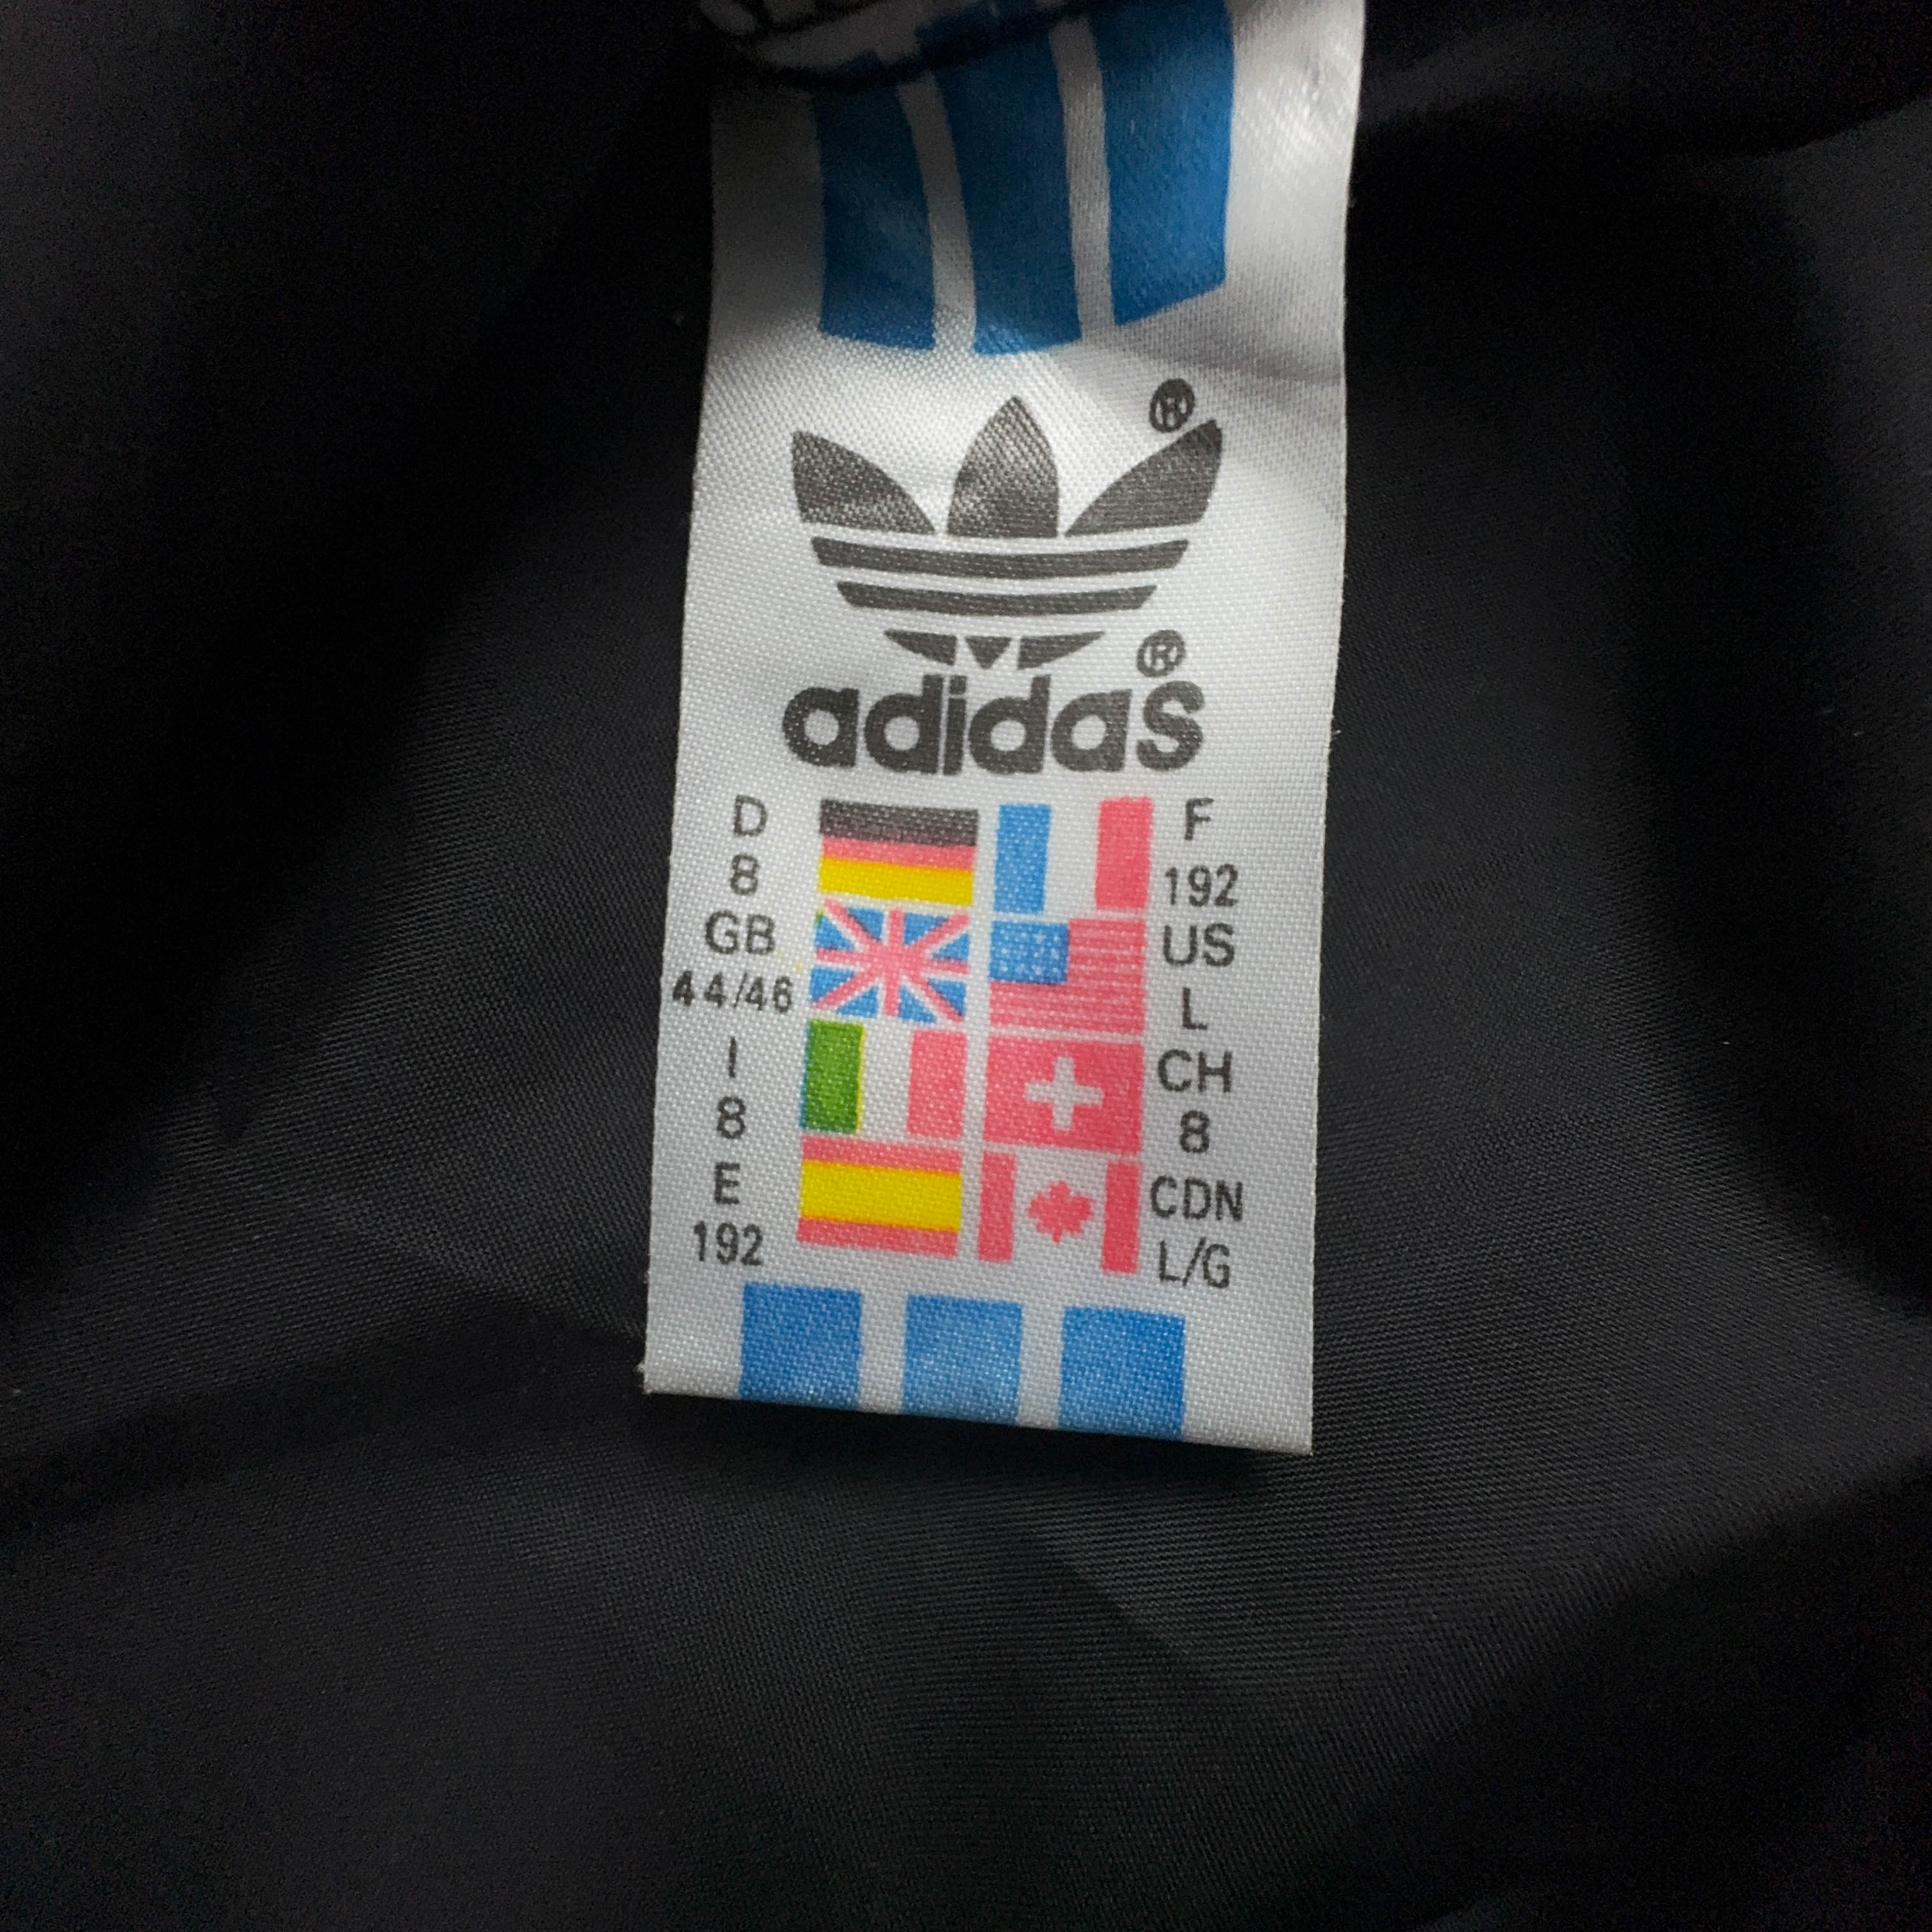 ®
®
adidas
D
8
GB
44/46
I
8
E
192
F
192
US
L
CH
8
CDN
L/G